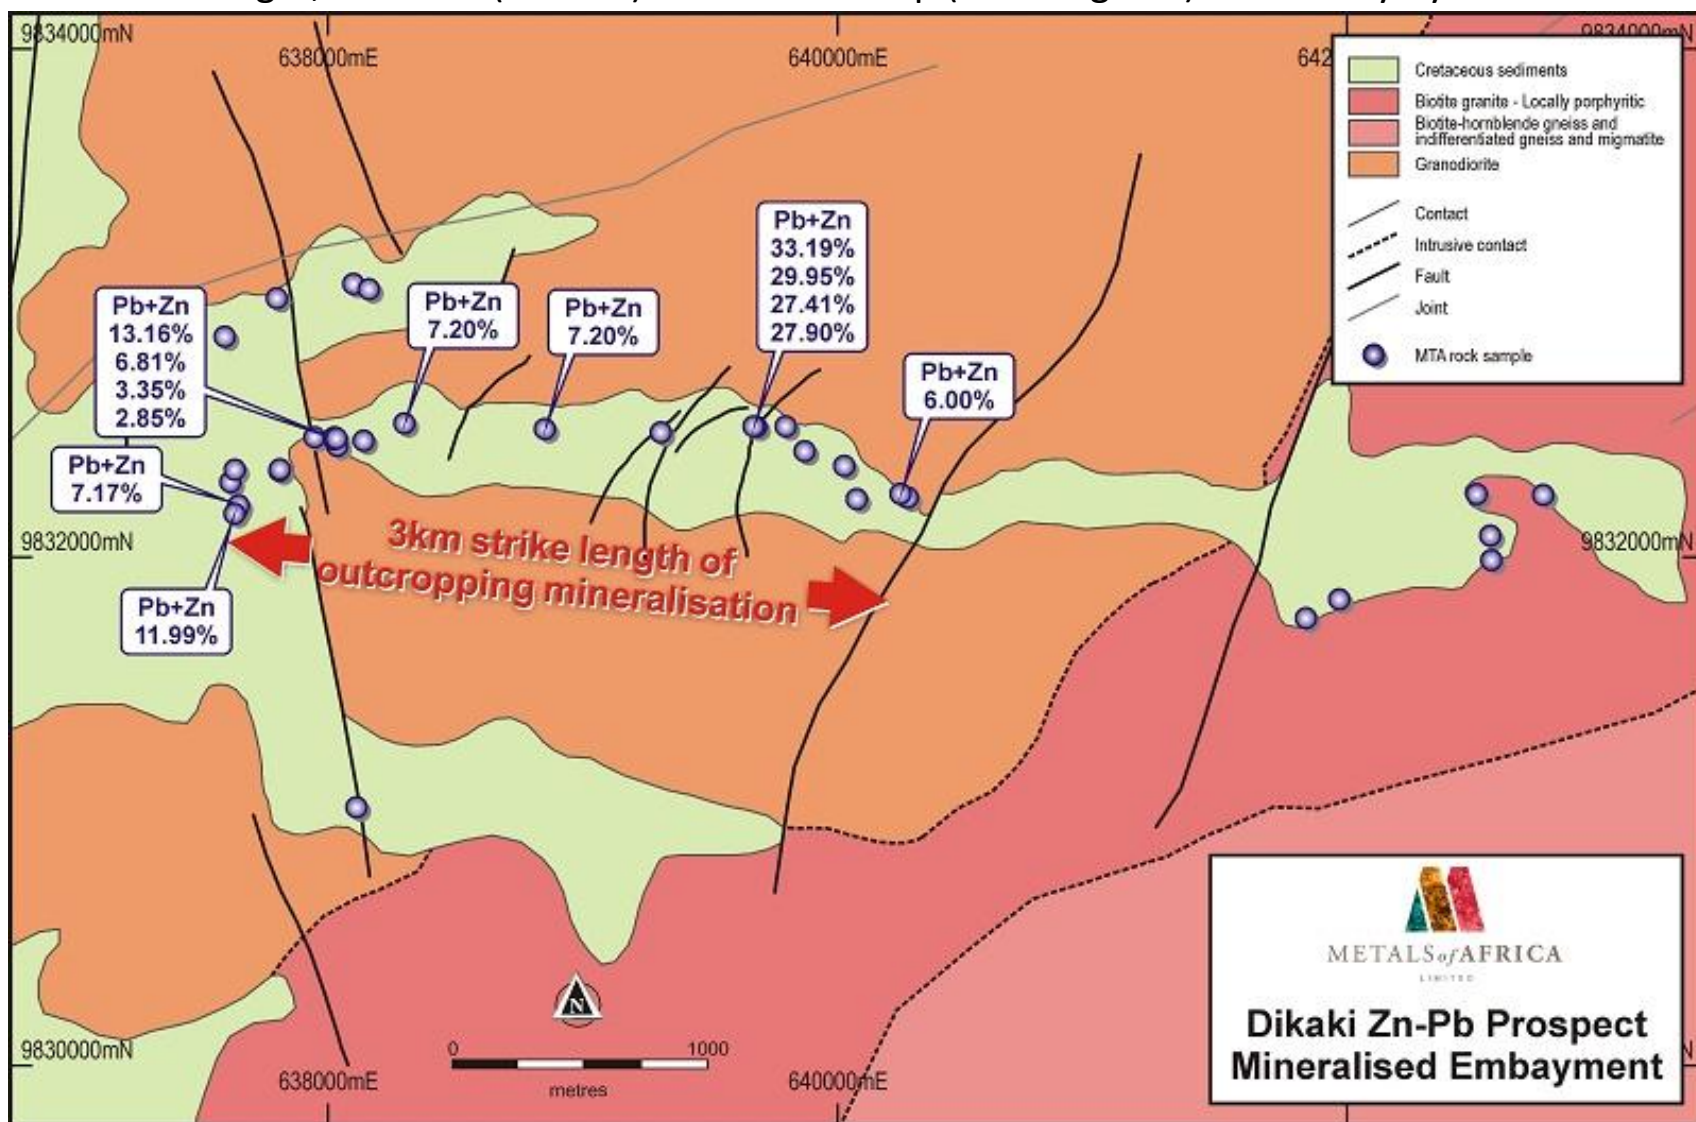 9834000mN
638000mE
640000mE
642
9834000mN
Cretaceous sediments
Biotite granite - Locally porphyritic
Biotite-hornblende gneiss and
indifferentiated gneiss and migmatite
Granodiorite
Contact
Intrusive contact
Fault
Joint
MTA rock sample
Pb+Zn
33.19%
29.95%
27.41%
27.90%
Pb+Zn
13.16%
6.81%
3.35%
2.85%
Pb+Zn
7.20%
Pb+Zn
7.20%
Pb+Zn
6.00%
Pb+Zn
7.17%
9832000mN
3km strike length of
outcropping mineralisation
9832000mN
Pb+Zn
11.99%
METALS of AFRICA
LIMITED
Dikaki Zn-Pb Prospect
Mineralised Embayment
N
0 1000
metres
9830000mN
638000mE
640000mE
N